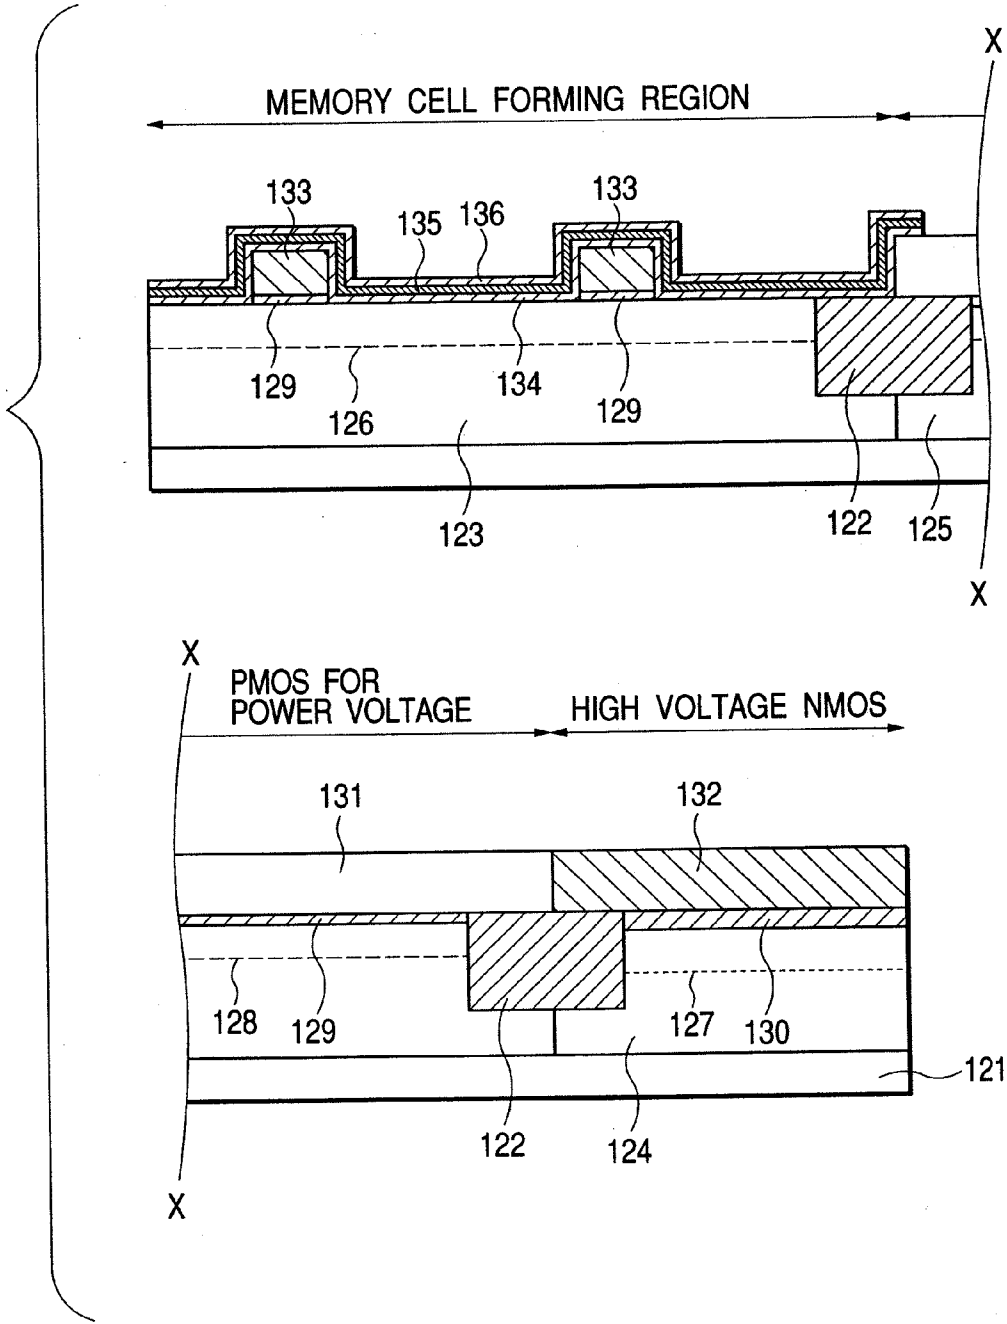 X
MEMORY CELL FORMING REGION
133
135
136
133
129
126
134
129
123
122
125
X
X
PMOS FOR
POWER VOLTAGE
HIGH VOLTAGE NMOS
131
132
128
129
127
130
121
122
124
X